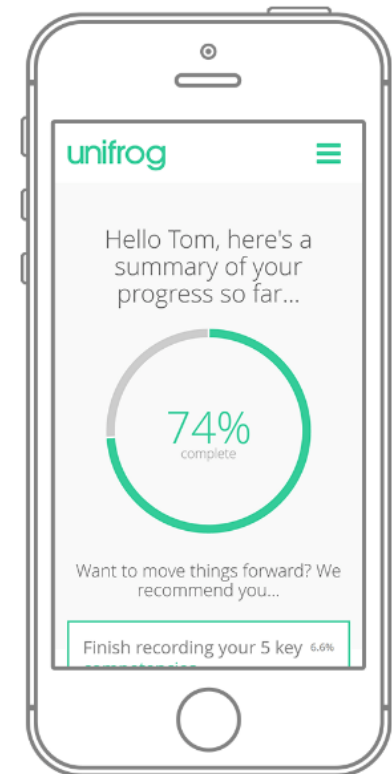 unifrog
Hello Tom, here's a
summary of your
progress so far...
74%
complete
Want to move things forward? We
recommend you...
Finish recording your 5 key 6.6%
competencies